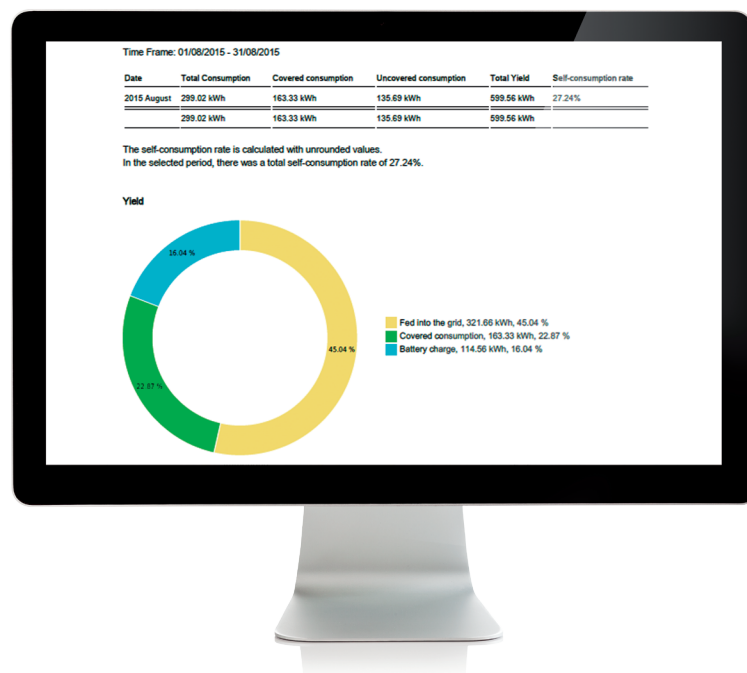 Time Frame: 01/08/2015 - 31/08/2015
Date Total Consumption Covered consumption Uncovered consumption Total Yield Self-consumption rate
2015 August 299.02 kWh 163.33 kWh 135.69 kWh 599.56 kWh 27.24%
299.02 kWh 163.33 kWh 135.69 kWh 599.56 kWh
The self-consumption rate is calculated with unrounded values.
In the selected period, there was a total self-consumption rate of 27.24%.
Yield
16.04 %
Fed into the grid, 321.66 kWh, 45.04 %
Covered consumption, 163.33 kWh, 22.87 %
45.04 %
Battery charge, 114.56 kWh, 16.04 %
22.87 %